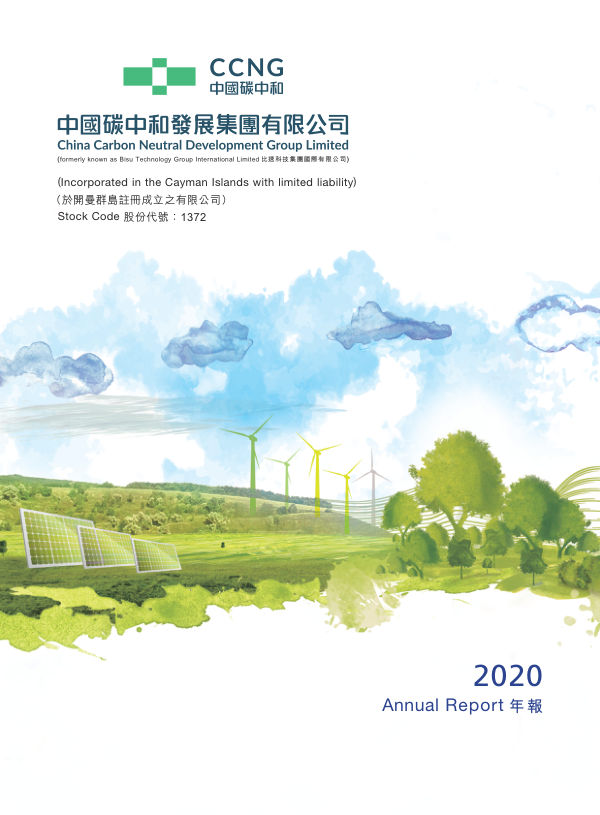 CCNG
中國碳中和
中國碳中和發展集團有限公司
China Carbon Neutral Development Group Limited
(formerly known as Bisu Technology Group International Limited 比速科技集團國際有限公司)
(Incorporated in the Cayman Islands with limited liability)
（於開曼群島註冊成立之有限公司）
Stock Code 股份代號：1372
2020
Annual Report 年報